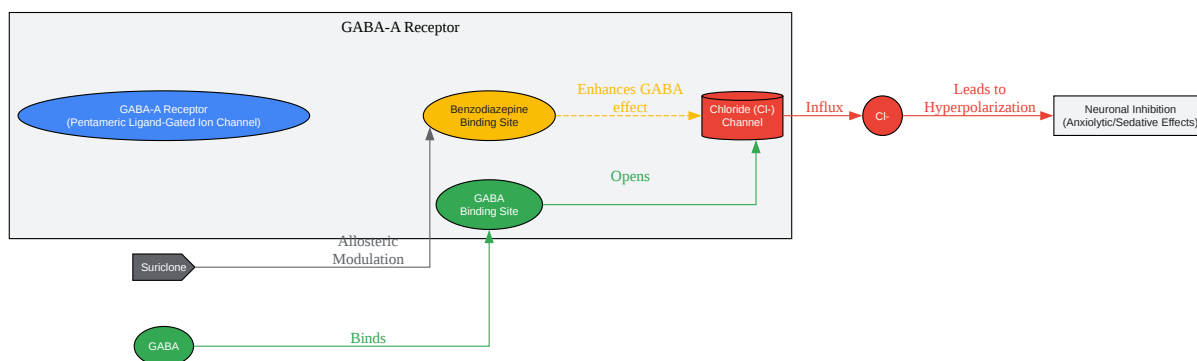 GABA-A Receptor
GABA-A Receptor
(Pentameric Ligand-Gated Ion Channel)
Benzodiazepine
Binding Site
Enhances GABA
effect
Chloride (Cl-)
Channel
Influx
Cl-
Leads to
Hyperpolarization
Neuronal Inhibition
(Anxiolytic/Sedative Effects)
GABA
Binding Site
Opens
Suriclone
Allosteric
Modulation
GABA
Binds